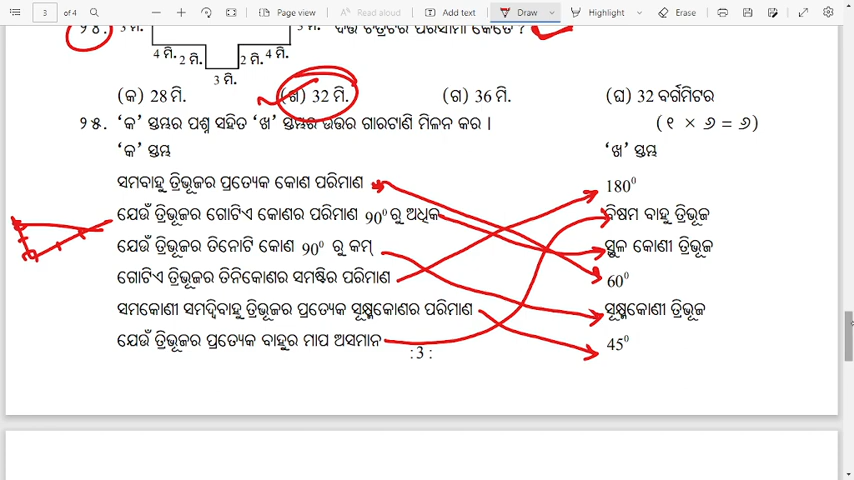 3 of 4
Page view
Read aloud
Add text
Draw
Highlight
Erase
୨୪.
4 ମି. 2 ମି. 2 ମି. 4 ମି.
3 ମି.
(କ) 28 ମି. (ଖ) 32 ମି. (ଗ) 36 ମି. (ଘ) 32 ବର୍ଗମିଟର
୨୫. ‘କ’ ସ୍ତମ୍ଭର ପ୍ରଶ୍ନ ସହିତ ‘ଖ’ ସ୍ତମ୍ଭର ଉତ୍ତର ଗାରଟାଣି ମିଳନ କର । (୧ × ୬ = ୬)
‘କ’ ସ୍ତମ୍ଭ ‘ଖ’ ସ୍ତମ୍ଭ
ସମବାହୁ ତ୍ରିଭୂଜର ପ୍ରତ୍ୟେକ କୋଣ ପରିମାଣ 180⁰
ଯେଉଁ ତ୍ରିଭୂଜର ଗୋଟିଏ କୋଣର ପରିମାଣ 90⁰ ରୁ ଅଧିକ ବିଷମ ବାହୁ ତ୍ରିଭୂଜ
ଯେଉଁ ତ୍ରିଭୂଜର ତିନୋଟି କୋଣ 90⁰ ରୁ କମ୍ ସ୍ଥୁଳ କୋଣୀ ତ୍ରିଭୂଜ
ଗୋଟିଏ ତ୍ରିଭୂଜର ତିନିକୋଣର ସମଷ୍ଟିର ପରିମାଣ 60⁰
ସମକୋଣୀ ସମଦ୍ୱିବାହୁ ତ୍ରିଭୂଜର ପ୍ରତ୍ୟେକ ସୂକ୍ଷ୍ମକୋଣର ପରିମାଣ ସୂକ୍ଷ୍ମକୋଣୀ ତ୍ରିଭୂଜ
ଯେଉଁ ତ୍ରିଭୂଜର ପ୍ରତ୍ୟେକ ବାହୁର ମାପ ଅସମାନ 45⁰
:3: